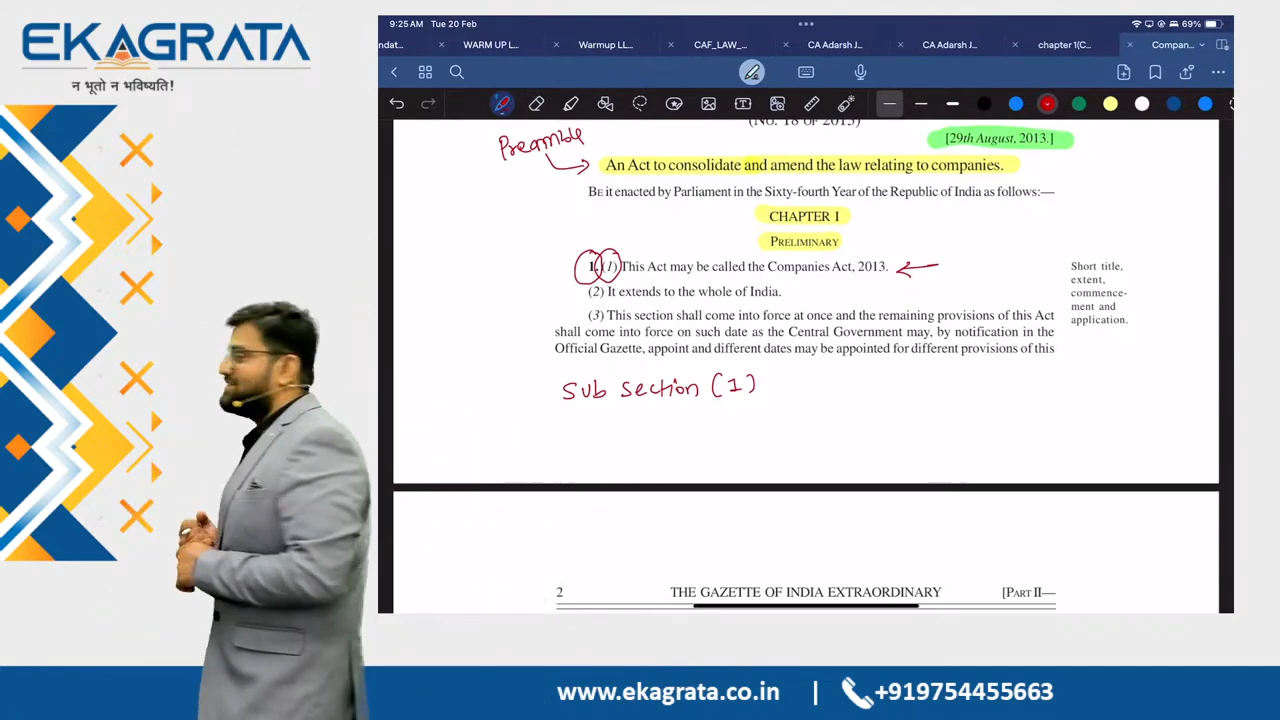 EKAGRATA
न भूतो न भविष्यति!
9:25 AM Tue 20 Feb
69%
ndat..
WARM UP L...
Warmup LL...
CAF_LAW_...
CA Adarsh J...
CA Adarsh J...
chapter 1(C...
Compan...
(No. 18 OF 2013)
[29th August, 2013.]
Preamble
An Act to consolidate and amend the law relating to companies.
BE it enacted by Parliament in the Sixty-fourth Year of the Republic of India as follows:—
CHAPTER I
PRELIMINARY
1. (1) This Act may be called the Companies Act, 2013.
(2) It extends to the whole of India.
(3) This section shall come into force at once and the remaining provisions of this Act
shall come into force on such date as the Central Government may, by notification in the
Official Gazette, appoint and different dates may be appointed for different provisions of this
Short title,
extent,
commence-
ment and
application.
Sub section (1)
2 THE GAZETTE OF INDIA EXTRAORDINARY [PART II—
www.ekagrata.co.in | +919754455663